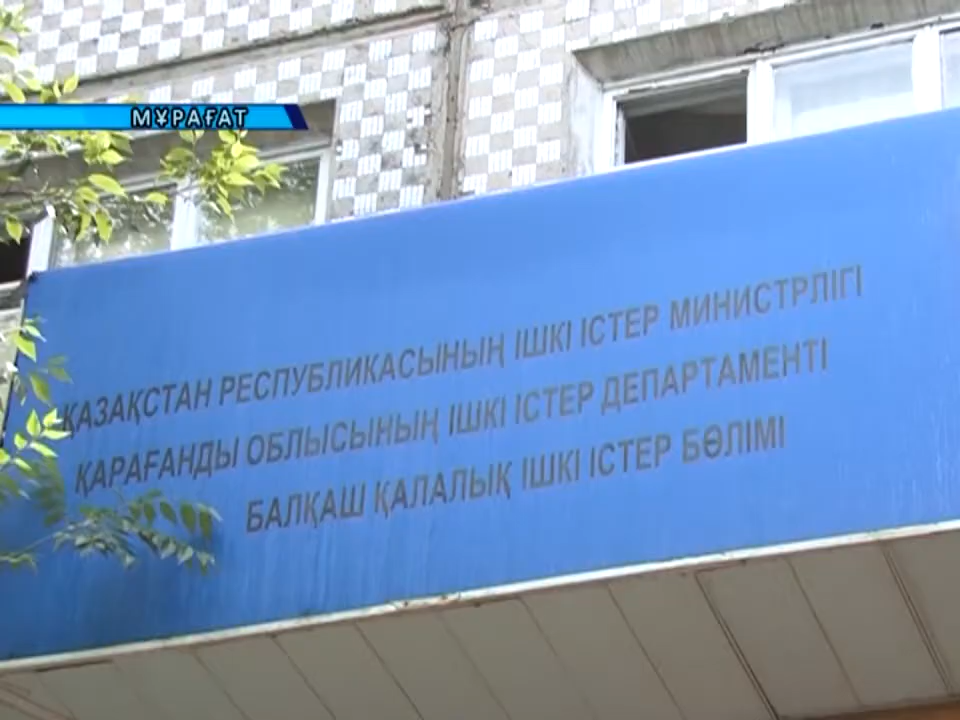 МҰРАҒАТ
ҚАЗАҚСТАН РЕСПУБЛИКАСЫНЫҢ ІШКІ ІСТЕР МИНИСТРЛІГІ
ҚАРАҒАНДЫ ОБЛЫСЫНЫҢ ІШКІ ІСТЕР ДЕПАРТАМЕНТІ
БАЛҚАШ ҚАЛАЛЫҚ ІШКІ ІСТЕР БӨЛІМІ